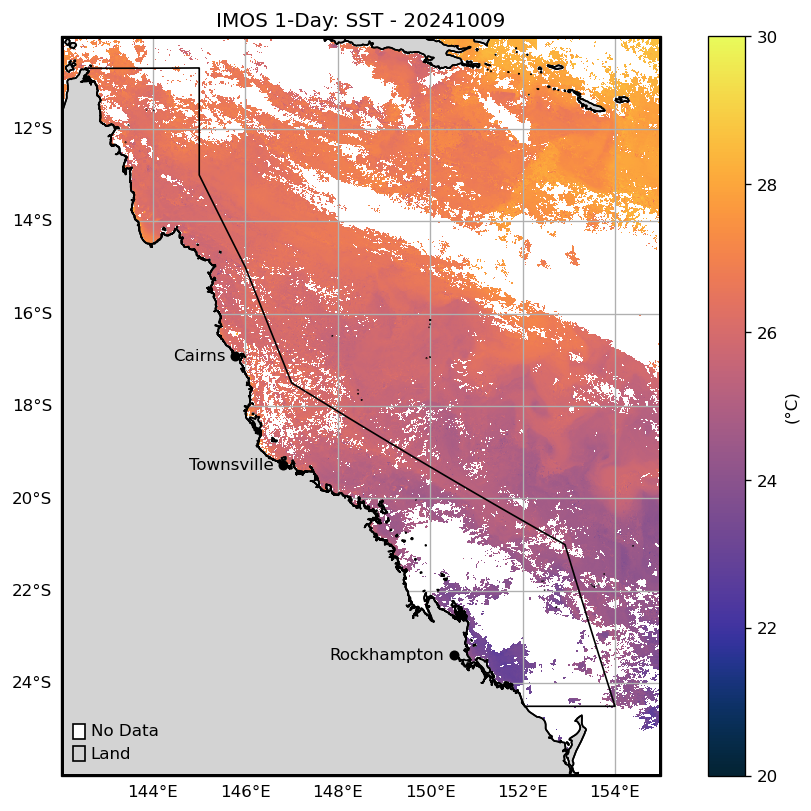 IMOS 1-Day: SST - 20241009
30
12°S
28
14°S
16°S
26
Cairns
(°C)
18°S
Townsville
24
20°S
22°S
22
Rockhampton
24°S
No Data
Land
20
144°E 146°E 148°E 150°E 152°E 154°E